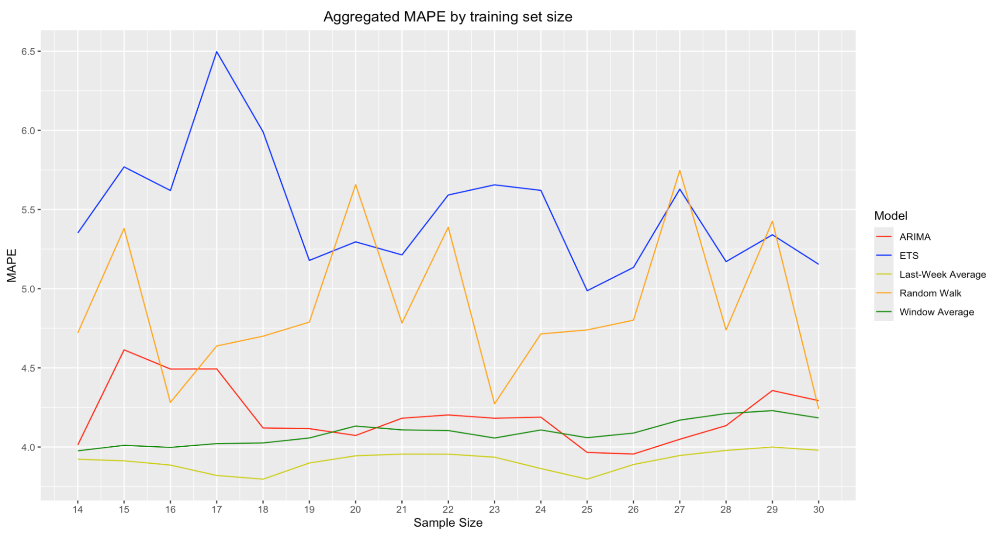 Aggregated MAPE by training set size
6.5
6.0
5.5
5.0
4.5
4.0
MAPE
14 15 16 17 18 19 20 21 22 23 24 25 26 27 28 29 30
Sample Size
Model
ARIMA
ETS
Last-Week Average
Random Walk
Window Average